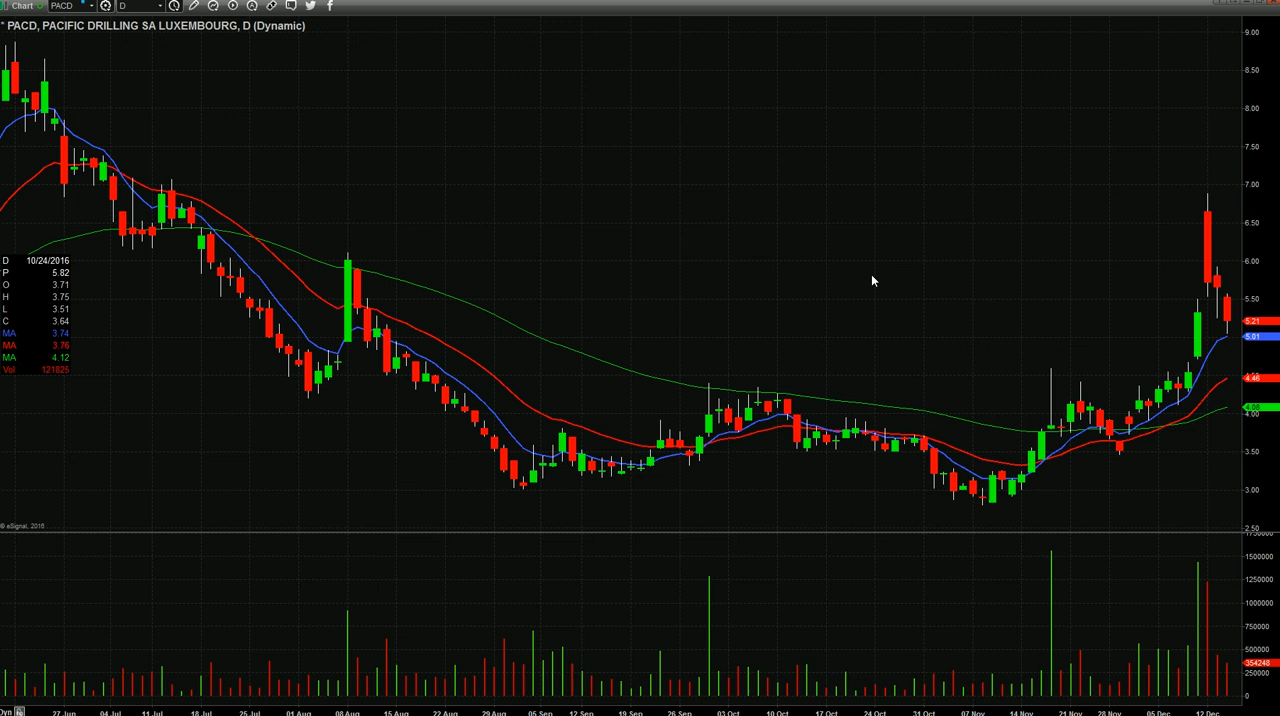 Chart PACD D
* PACD, PACIFIC DRILLING SA LUXEMBOURG, D (Dynamic)
9.00
8.50
8.00
7.50
7.00
6.50
6.00
5.50
5.21
5.01
4.46
4.08
4.00
3.50
3.00
2.50
D 10/24/2016
P 5.82
O 3.71
H 3.75
L 3.51
C 3.64
MA 3.74
MA 3.76
MA 4.12
Vol 121825
© eSignal, 2016
1750000
1500000
1250000
1000000
750000
500000
354248
250000
0
Dyn 27 Jun 04 Jul 11 Jul 18 Jul 25 Jul 01 Aug 08 Aug 15 Aug 22 Aug 29 Aug 05 Sep 12 Sep 19 Sep 26 Sep 03 Oct 10 Oct 17 Oct 24 Oct 31 Oct 07 Nov 14 Nov 21 Nov 28 Nov 05 Dec 12 Dec